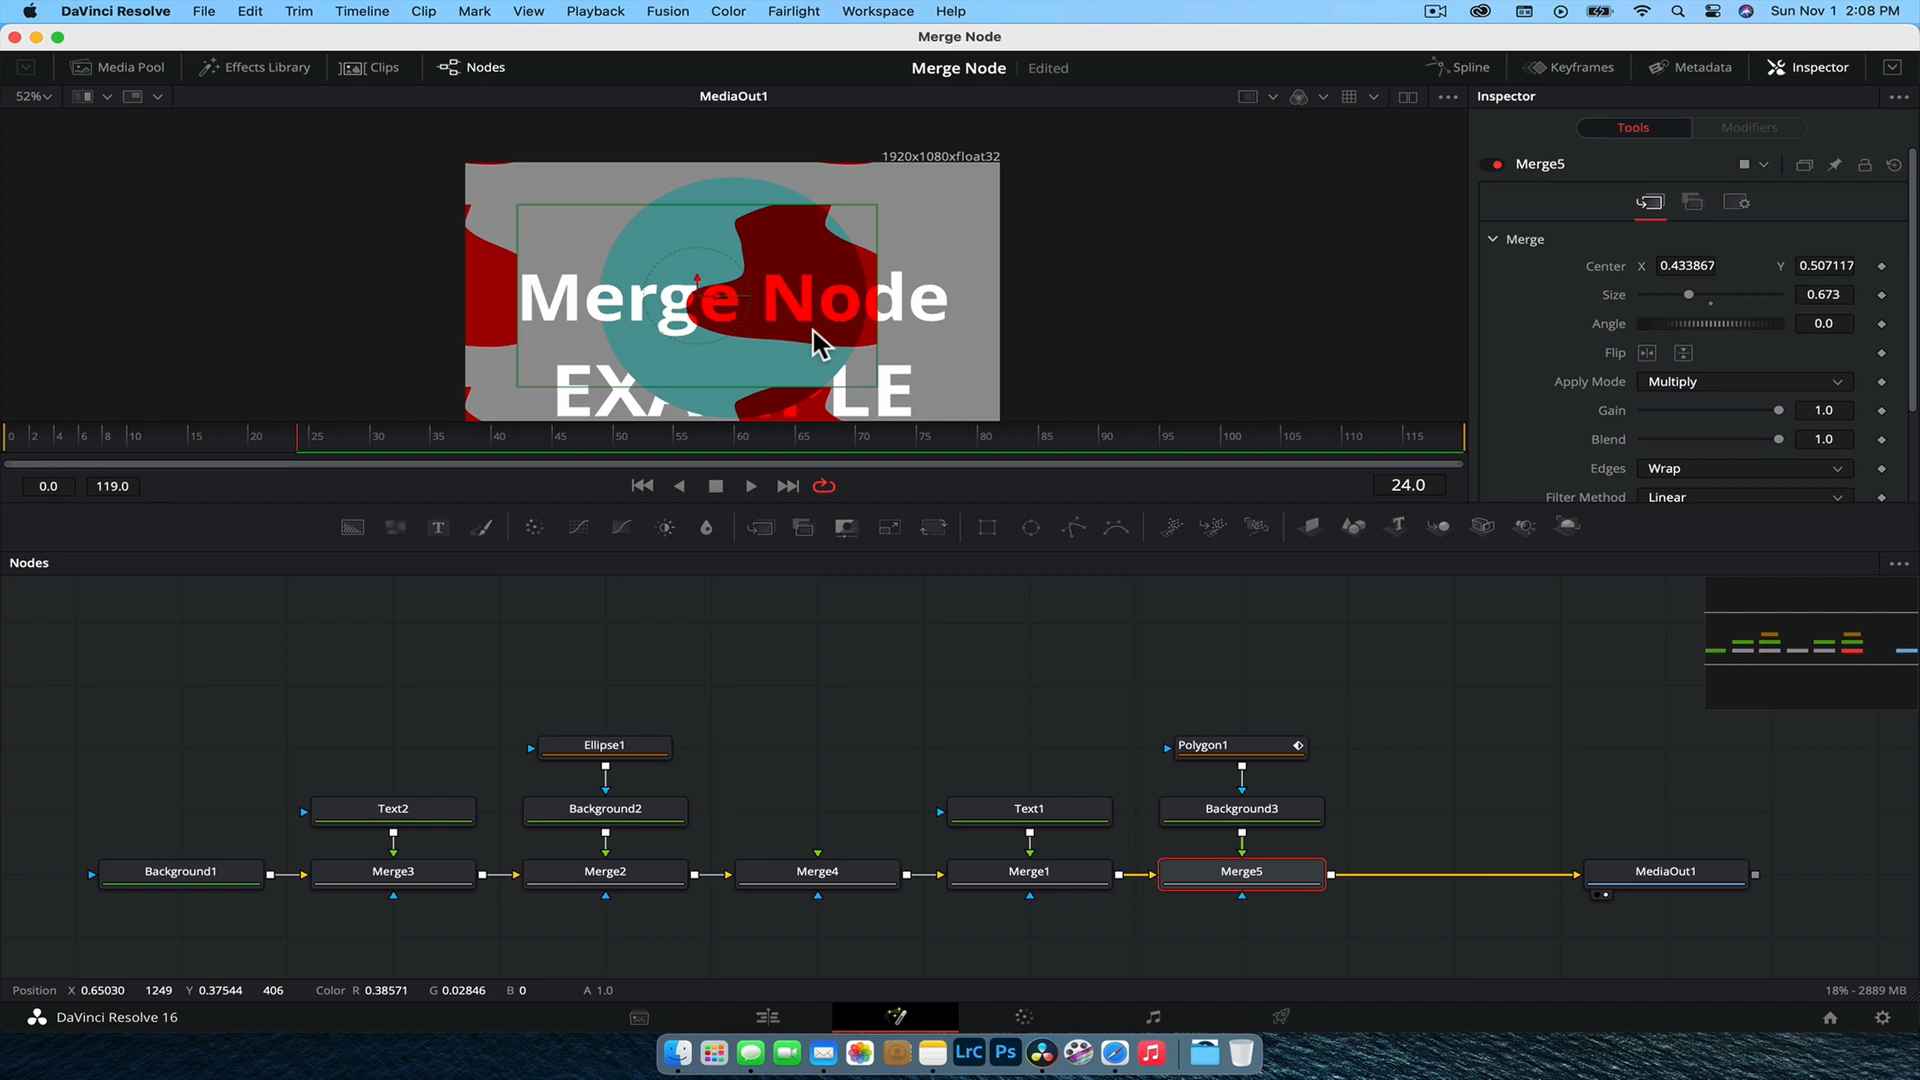 DaVinci Resolve File Edit Trim Timeline Clip Mark View Playback Fusion Color Fairlight Workspace Help Sun Nov 1 2:08 PM
Merge Node
Media Pool Effects Library Clips Nodes Merge Node Edited Spline Keyframes Metadata Inspector
52% MediaOut1 Inspector
Tools Modifiers
1920x1080xfloat32
Merge5
Merge
Center X 0.433867 Y 0.507117
Size 0.673
Angle 0.0
Flip
Apply Mode Multiply
Gain 1.0
Blend 1.0
Edges Wrap
Filter Method Linear
Merge Node
EXAMPLE
0 2 4 6 8 10 15 20 25 30 35 40 45 50 55 60 65 70 75 80 85 90 95 100 105 110 115
0.0 119.0 24.0
T
Nodes
Ellipse1 Polygon1
Text2 Background2 Text1 Background3
Background1 Merge3 Merge2 Merge4 Merge1 Merge5 MediaOut1
Position X 0.65030 1249 Y 0.37544 406 Color R 0.38571 G 0.02846 B 0 A 1.0 18% - 2889 MB
DaVinci Resolve 16
LrC Ps